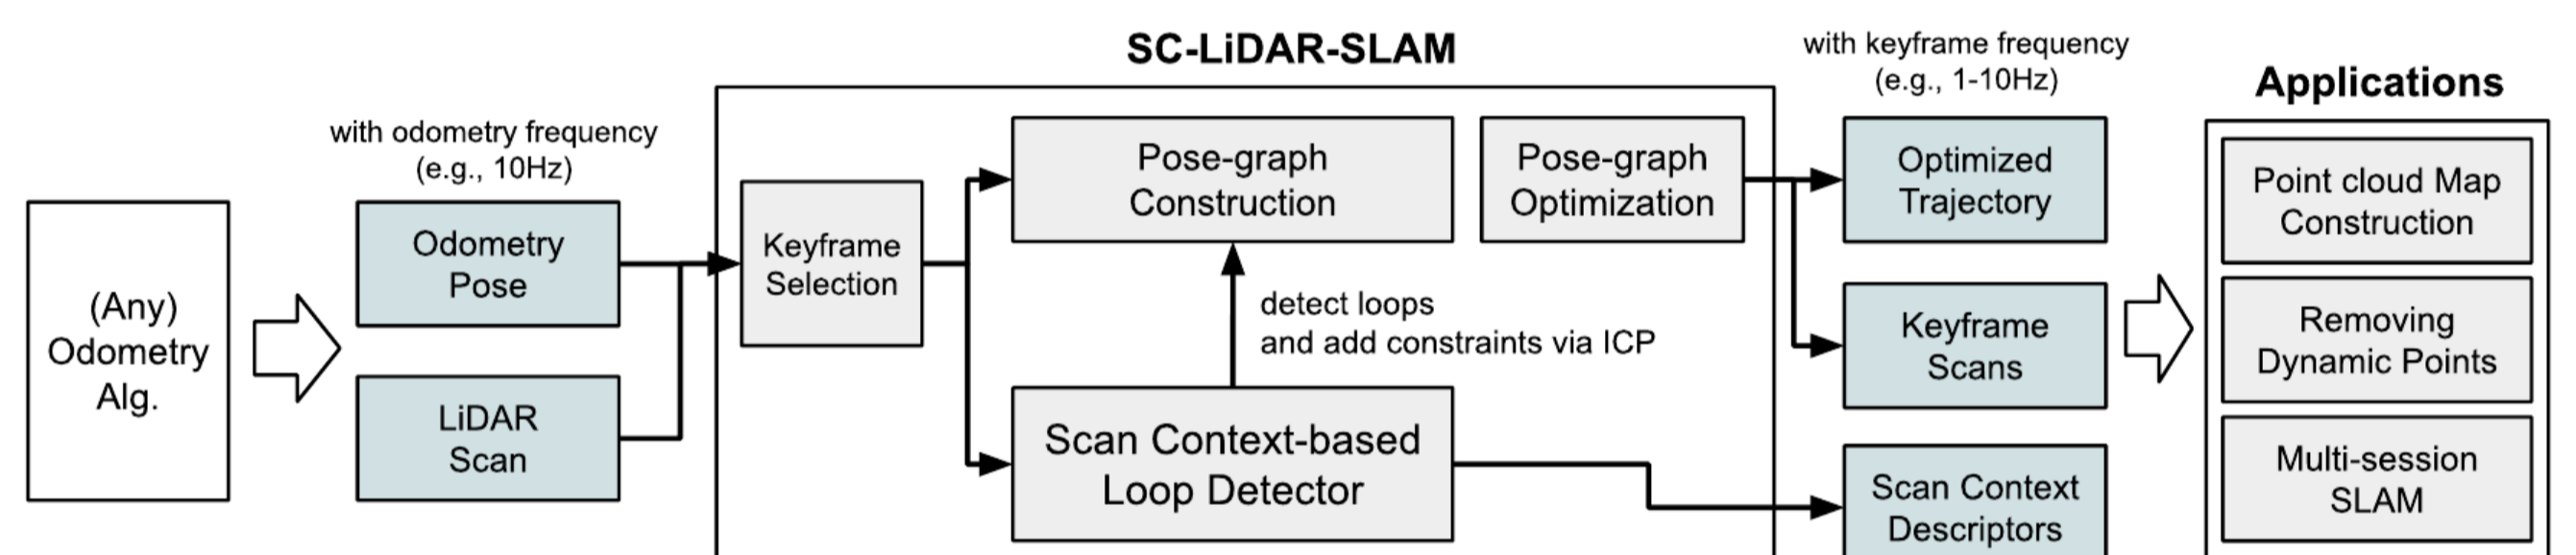 SC-LiDAR-SLAM
with keyframe frequency
(e.g., 1-10Hz)
Applications
with odometry frequency
(e.g., 10Hz)
(Any)
Odometry
Alg.
Odometry
Pose
LiDAR
Scan
Keyframe
Selection
Pose-graph
Construction
Pose-graph
Optimization
detect loops
and add constraints via ICP
Scan Context-based
Loop Detector
Optimized
Trajectory
Keyframe
Scans
Scan Context
Descriptors
Point cloud Map
Construction
Removing
Dynamic Points
Multi-session
SLAM